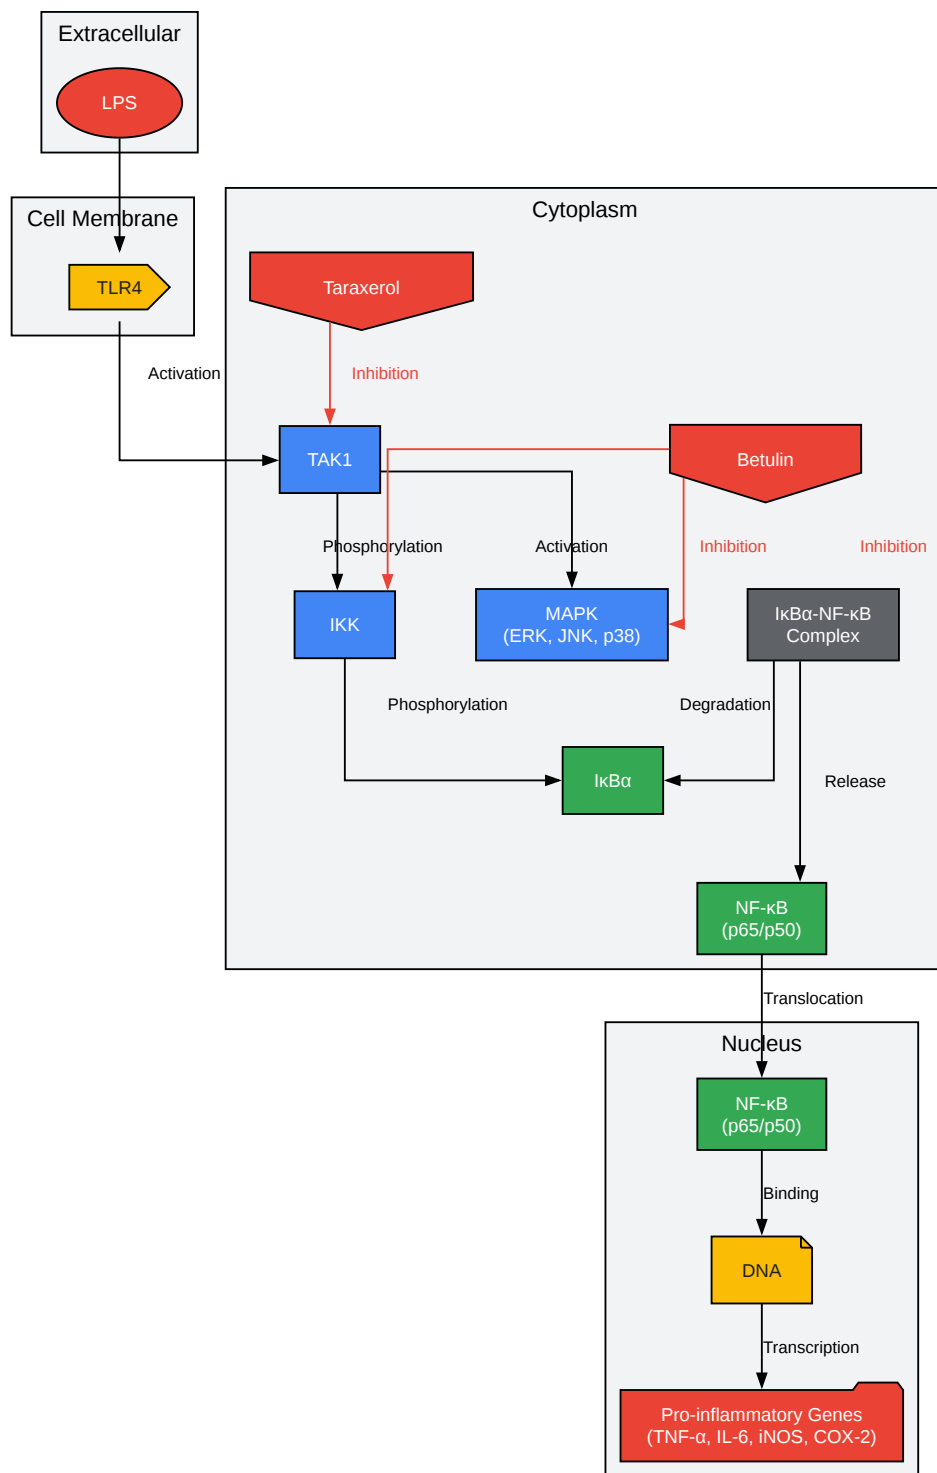 Extracellular
LPS
Cell Membrane
TLR4
Activation
Cytoplasm
Taraxerol
Inhibition
TAK1
Betulin
Phosphorylation
Activation
Inhibition
Inhibition
IKK
MAPK
(ERK, JNK, p38)
IκBα-NF-κB
Complex
Phosphorylation
Degradation
IκBα
Release
NF-κB
(p65/p50)
Translocation
Nucleus
NF-κB
(p65/p50)
Binding
DNA
Transcription
Pro-inflammatory Genes
(TNF-α, IL-6, iNOS, COX-2)